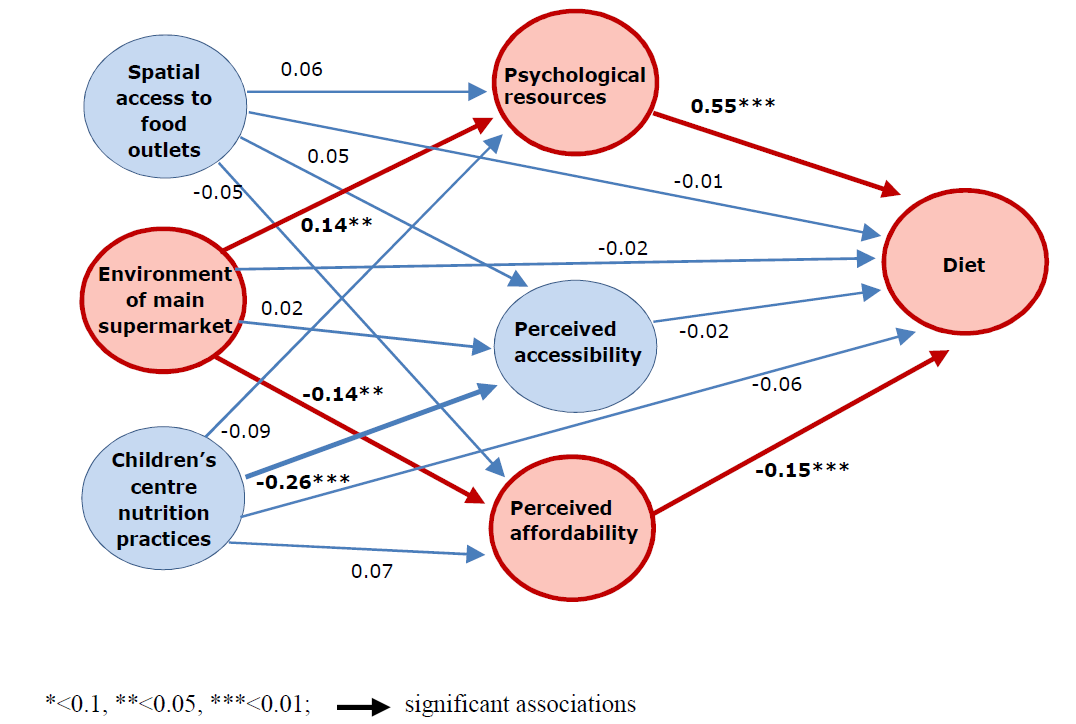 Spatial
access to
food
outlets
0.06
Psychological
resources
0.55***
0.05
-0.05
-0.01
0.14**
Environment
of main
supermarket
-0.02
Diet
0.02
Perceived
accessibility
-0.02
-0.14**
-0.06
-0.09
Children’s
centre
nutrition
practices
-0.26***
Perceived
affordability
-0.15***
0.07
*<0.1, **<0.05, ***<0.01;
significant associations